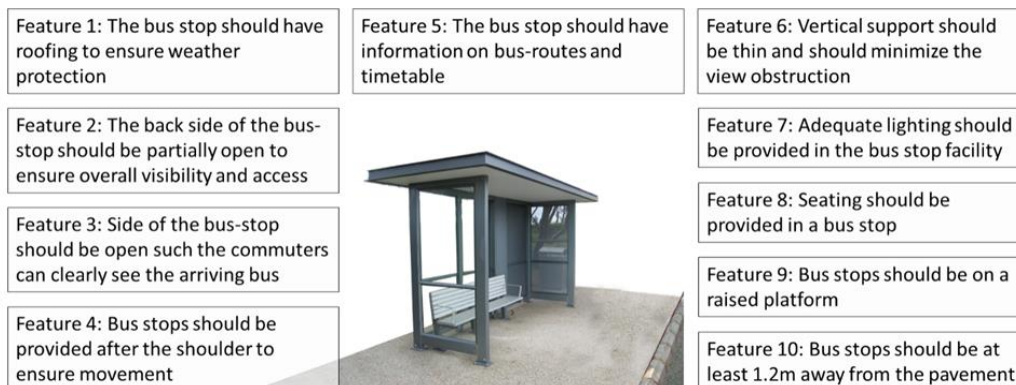 Feature 1: The bus stop should have
roofing to ensure weather
protection
Feature 2: The back side of the bus-
stop should be partially open to
ensure overall visibility and access
Feature 3: Side of the bus-stop
should be open such the commuters
can clearly see the arriving bus
Feature 4: Bus stops should be
provided after the shoulder to
ensure movement
Feature 5: The bus stop should have
information on bus-routes and
timetable
Feature 6: Vertical support should
be thin and should minimize the
view obstruction
Feature 7: Adequate lighting should
be provided in the bus stop facility
Feature 8: Seating should be
provided in a bus stop
Feature 9: Bus stops should be on a
raised platform
Feature 10: Bus stops should be at
least 1.2m away from the pavement